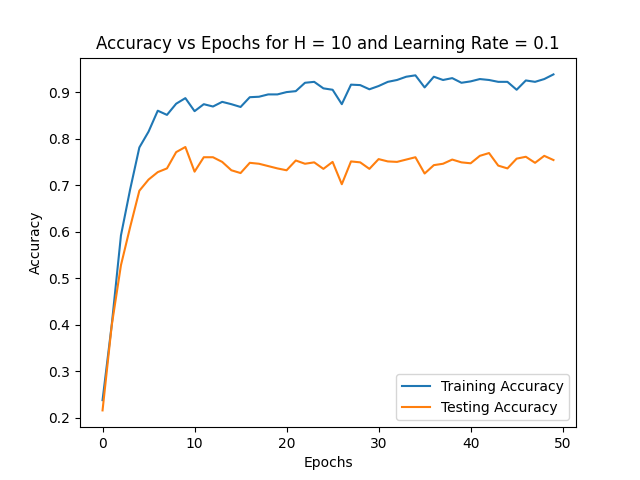 Accuracy vs Epochs for H = 10 and Learning Rate = 0.1
0.9
0.8
0.7
0.6
0.5
0.4
0.3
0.2
Accuracy
Training Accuracy
Testing Accuracy
0 10 20 30 40 50
Epochs